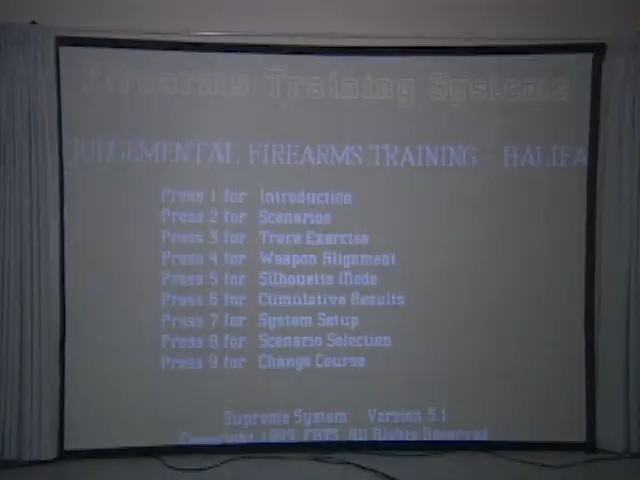 Firearms Training Systems
JUDGEMENTAL FIREARMS TRAINING - HALIFA
Press 1 for Introduction
Press 2 for Scenarios
Press 3 for Trace Exercise
Press 4 for Weapon Alignment
Press 5 for Silhouette Mode
Press 6 for Cumulative Results
Press 7 for System Setup
Press 8 for Scenario Selection
Press 9 for Change Course
Supreme System Version 5.1
Copyright FATS, All Rights Reserved